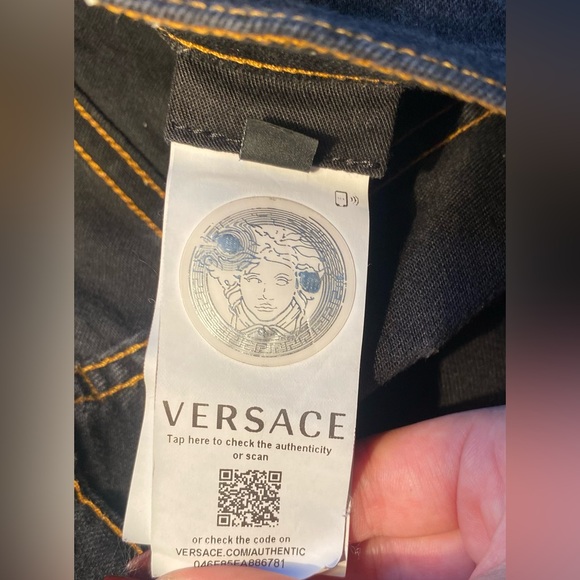 VERSACE
Tap here to check the authenticity
or scan
or check the code on
VERSACE.COM/AUTHENTIC